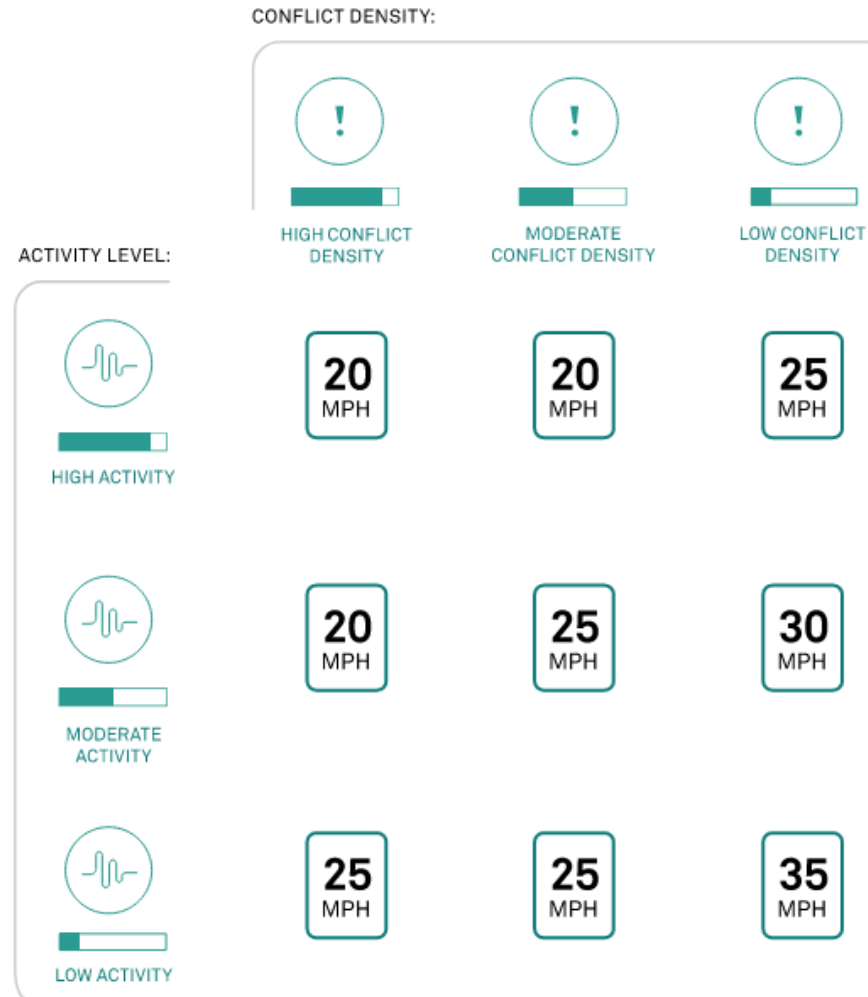 CONFLICT DENSITY:
!
!
!
HIGH CONFLICT
DENSITY
MODERATE
CONFLICT DENSITY
LOW CONFLICT
DENSITY
ACTIVITY LEVEL:
HIGH ACTIVITY
20
MPH
20
MPH
25
MPH
MODERATE
ACTIVITY
20
MPH
25
MPH
30
MPH
LOW ACTIVITY
25
MPH
25
MPH
35
MPH